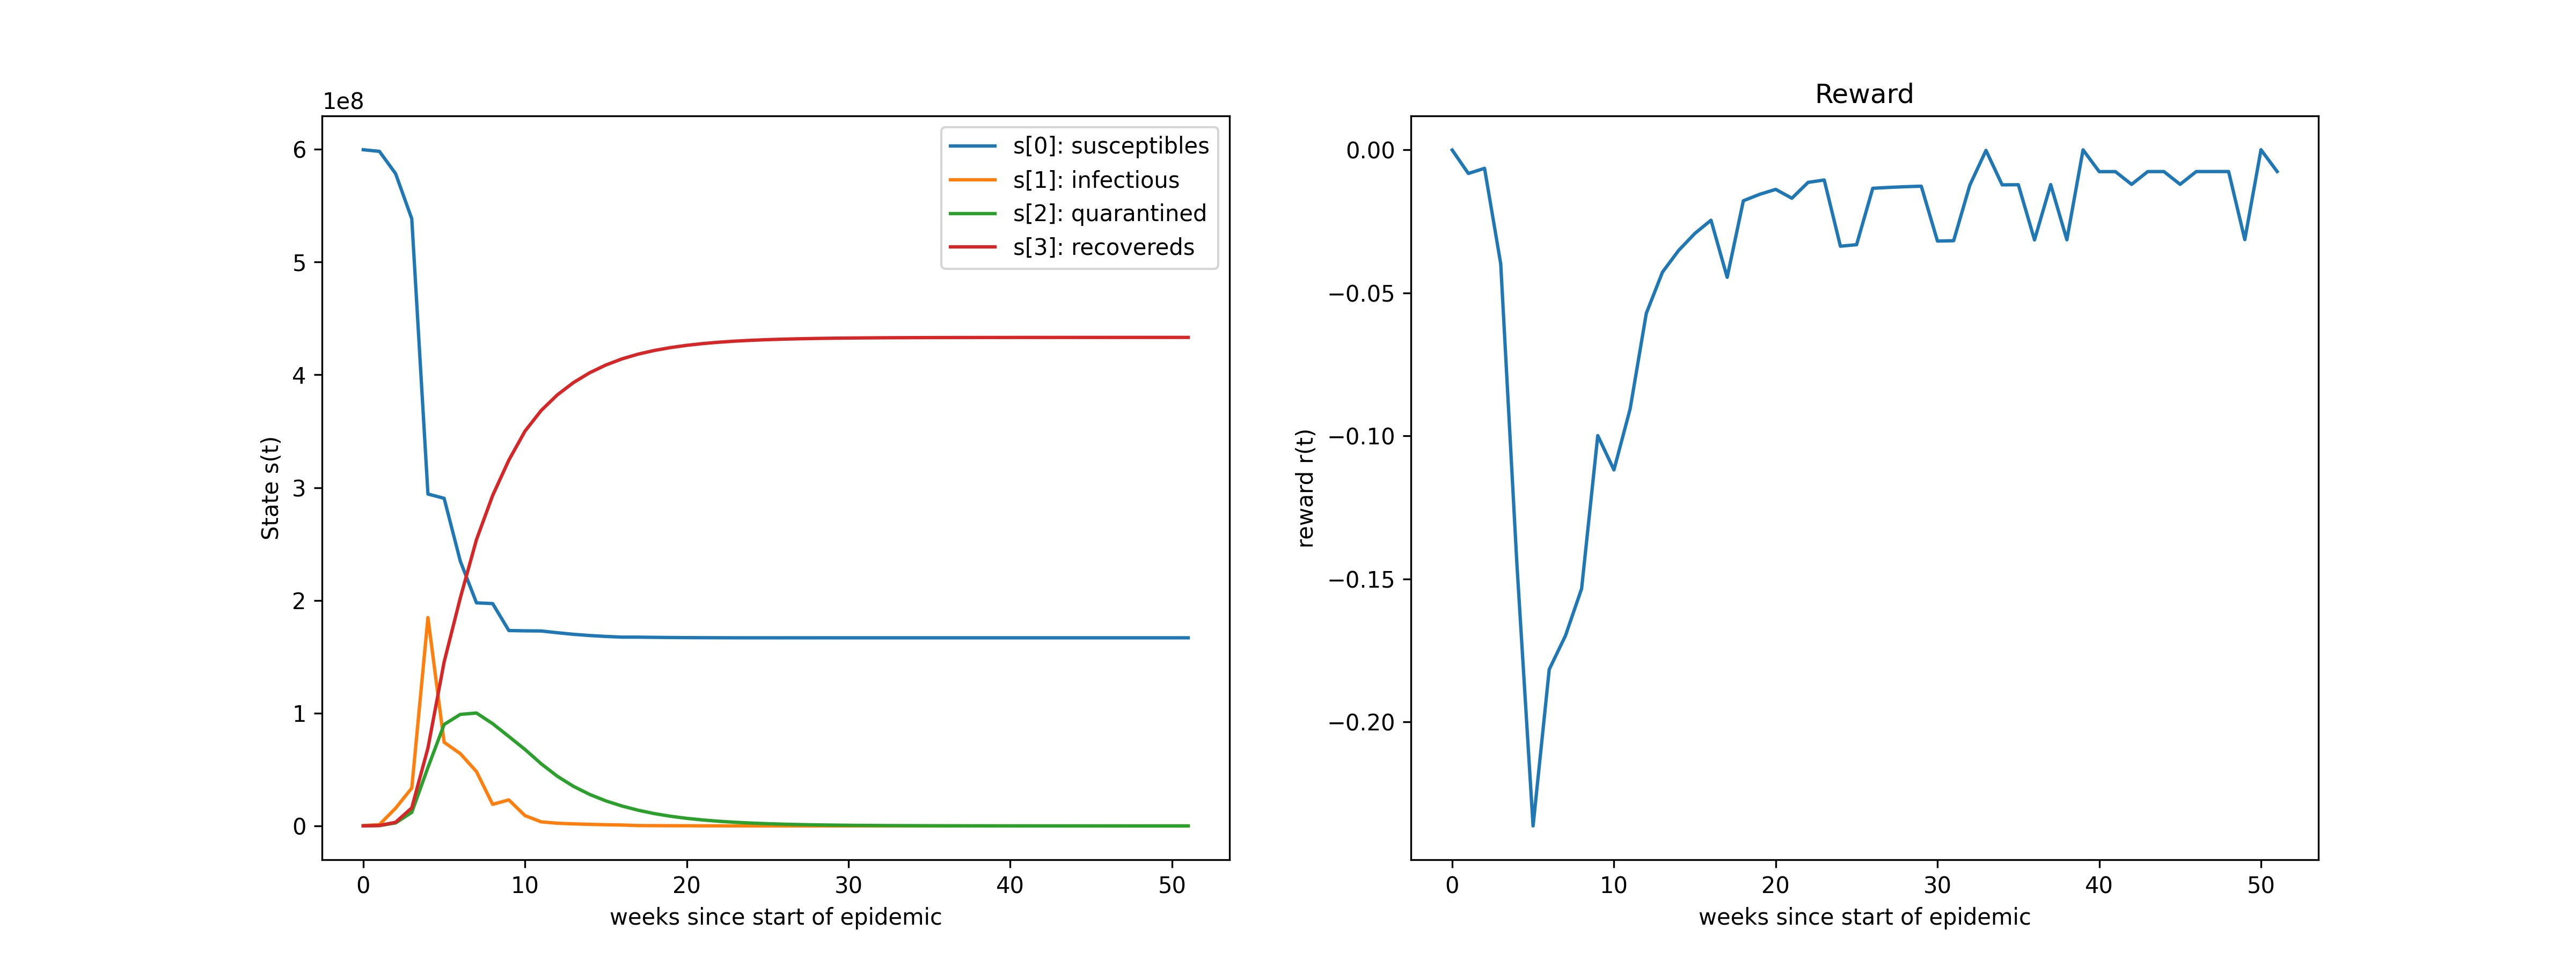 1e8
6
5
4
3
2
1
0
State s(t)
s[0]: susceptibles
s[1]: infectious
s[2]: quarantined
s[3]: recovereds
0 10 20 30 40 50
weeks since start of epidemic
Reward
0.00
−0.05
−0.10
−0.15
−0.20
reward r(t)
0 10 20 30 40 50
weeks since start of epidemic